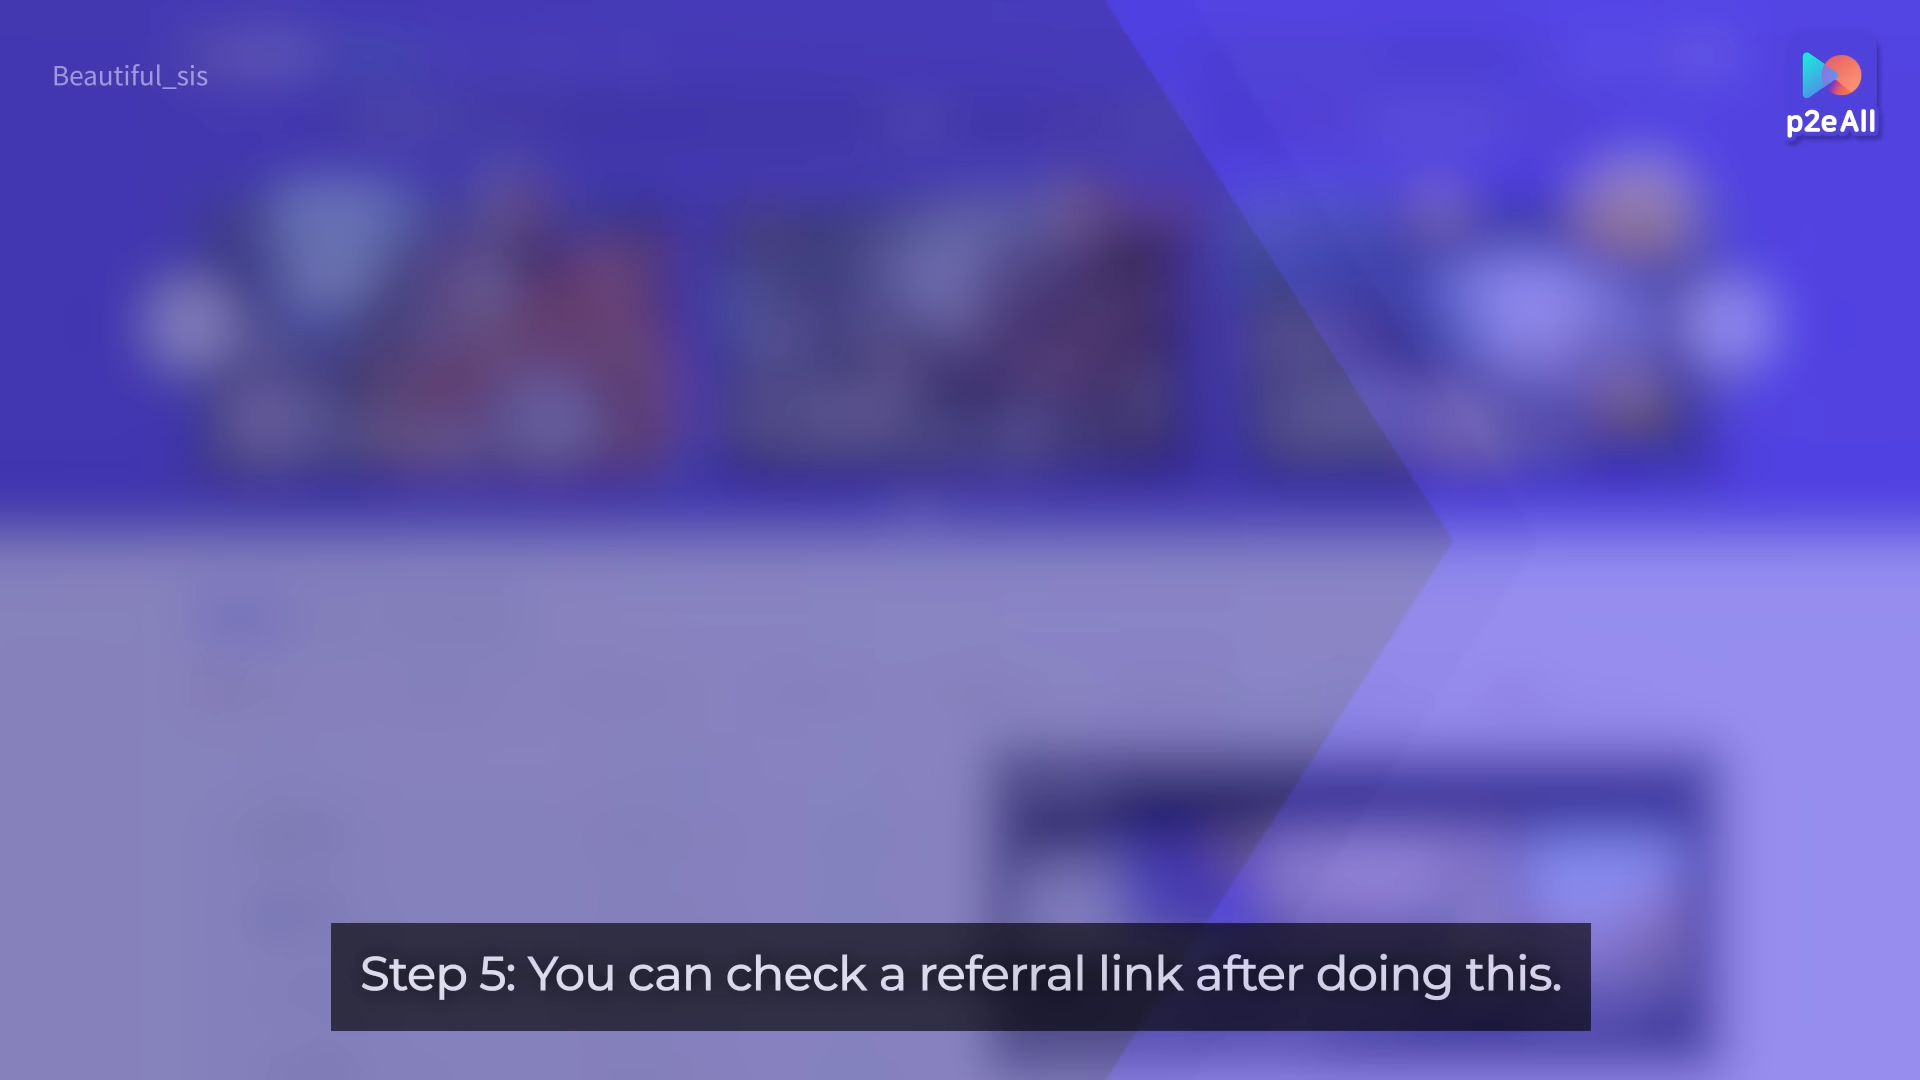 Beautiful_sis
p2eAll
Step 5: You can check a referral link after doing this.